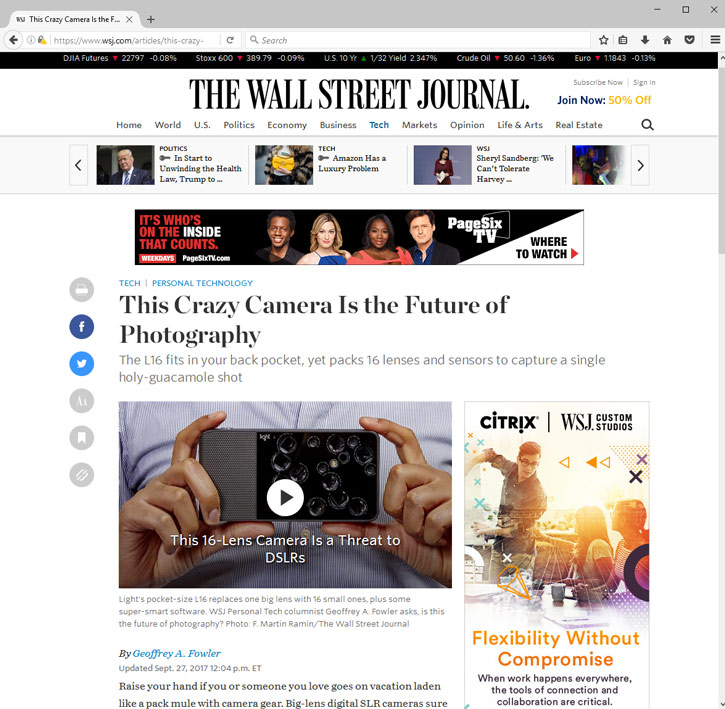 WSJ This Crazy Camera Is the F...
https://www.wsj.com/articles/this-crazy-
Search
DJIA Futures ▼ 22797 -0.08% Stoxx 600 ▼ 389.79 -0.09% U.S. 10 Yr ▲ 1/32 Yield 2.347% Crude Oil ▼ 50.60 -1.36% Euro ▼ 1.1843 -0.13%
Subscribe Now | Sign In
THE WALL STREET JOURNAL.
Join Now: 50% Off
Home World U.S. Politics Economy Business Tech Markets Opinion Life & Arts Real Estate
POLITICS
In Start to
Unwinding the Health
Law, Trump to ...
TECH
Amazon Has a
Luxury Problem
WSJ
Sheryl Sandberg: 'We
Can't Tolerate
Harvey ...
IT'S WHO'S
ON THE INSIDE
THAT COUNTS.
WEEKDAYS PageSixTV.com
PageSix
TV
WHERE
TO WATCH
TECH | PERSONAL TECHNOLOGY
This Crazy Camera Is the Future of
Photography
The L16 fits in your back pocket, yet packs 16 lenses and sensors to capture a single
holy-guacamole shot
AA
light
This 16-Lens Camera Is a Threat to
DSLRs
Light's pocket-size L16 replaces one big lens with 16 small ones, plus some
super-smart software. WSJ Personal Tech columnist Geoffrey A. Fowler asks, is this
the future of photography? Photo: F. Martin Ramin/The Wall Street Journal
By Geoffrey A. Fowler
Updated Sept. 27, 2017 12:04 p.m. ET
Raise your hand if you or someone you love goes on vacation laden
like a pack mule with camera gear. Big-lens digital SLR cameras sure
CITRIX® | WSJ. CUSTOM
STUDIOS
Flexibility Without
Compromise
When work happens everywhere,
the tools of connection and
collaboration are critical.